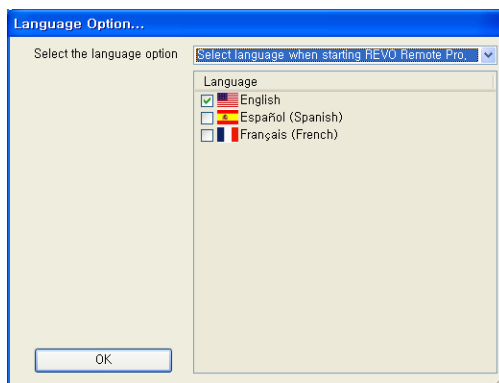 Language Option...
Select the language option
Select language when starting REVO Remote Pro.
Language
English
Español (Spanish)
Français (French)
OK